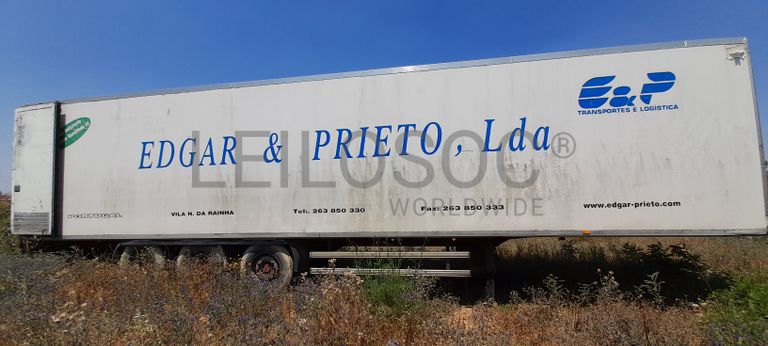 E&P
TRANSPORTES E LOGÍSTICA
EDGAR & PRIETO, Lda
LEILOSOC®
WORLDWIDE
PORTUGAL
VILA N. DA RAINHA
Tel: 263 850 330
Fax: 263 850 333
www.edgar-prieto.com